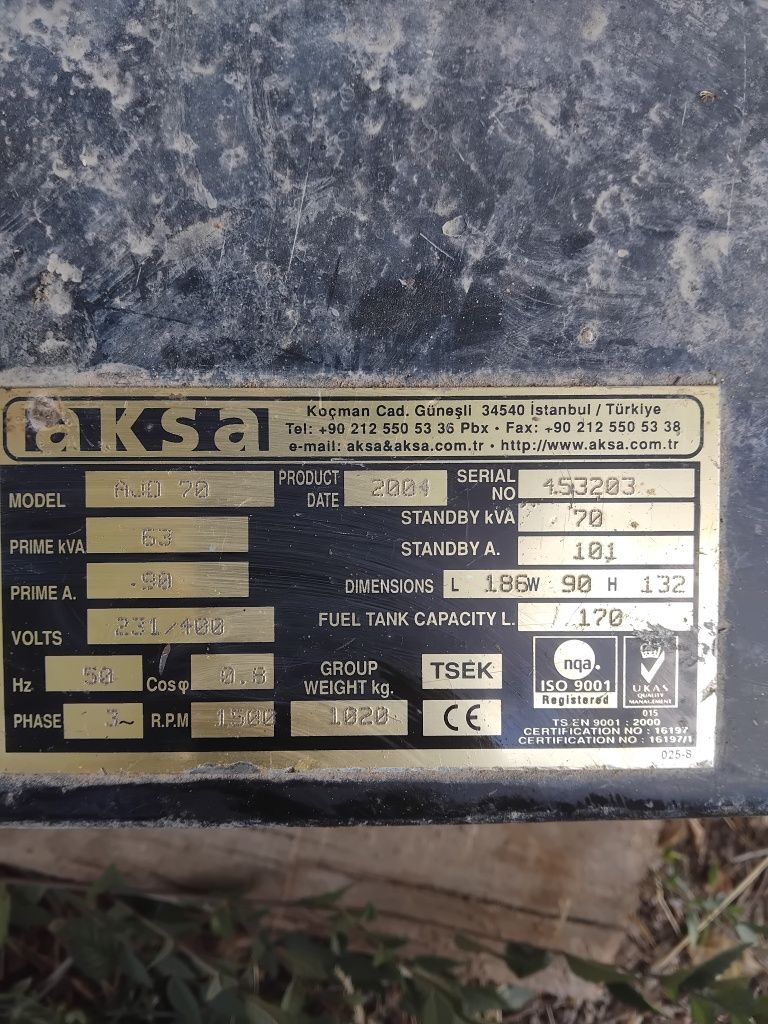 aksa
Koçman Cad. Güneşli 34540 İstanbul / Türkiye
Tel: +90 212 550 53 36 Pbx • Fax: +90 212 550 53 38
e-mail: aksa&aksa.com.tr • http://www.aksa.com.tr
MODEL AJD 70 PRODUCT DATE 2004 SERIAL NO 453203
STANDBY kVA 70
PRIME kVA 63 STANDBY A. 101
PRIME A. .90 DIMENSIONS L 186 W 90 H 132
VOLTS 231/400 FUEL TANK CAPACITY L. 170
Hz 50 Cos φ 0.8 GROUP WEIGHT kg. TSEK
PHASE 3~ R.P.M 1500 1620 CE
nqa.
ISO 9001
Registered
UKAS
QUALITY
MANAGEMENT
015
TS EN 9001 : 2000
CERTIFICATION NO : 16197
CERTIFICATION NO : 16197/1
025-8